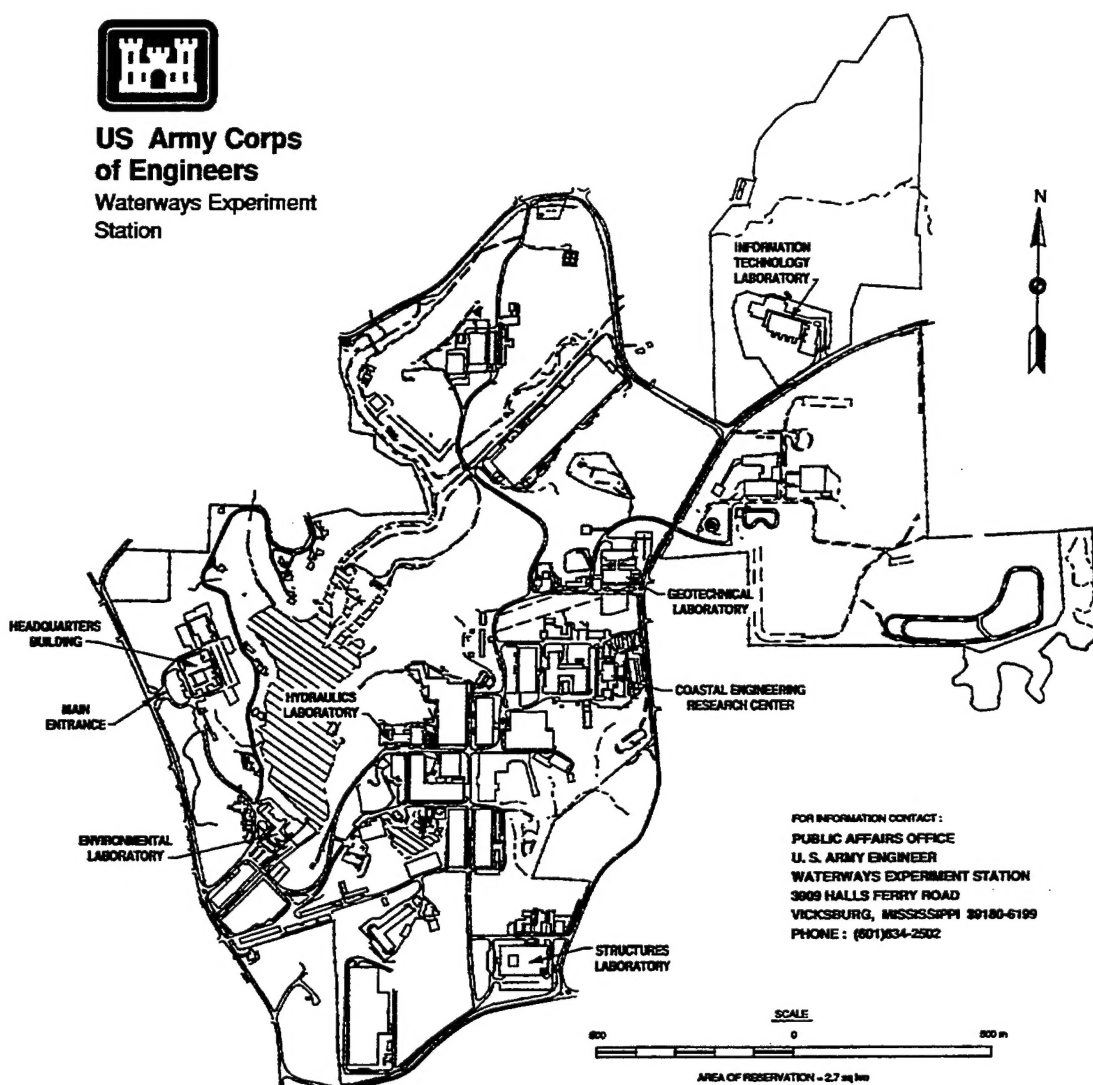 US Army Corps
of Engineers
Waterways Experiment
Station
N
INFORMATION
TECHNOLOGY
LABORATORY
GEOTECHNICAL
LABORATORY
HEADQUARTERS
BUILDING
MAIN
ENTRANCE
HYDRAULICS
LABORATORY
COASTAL ENGINEERING
RESEARCH CENTER
ENVIRONMENTAL
LABORATORY
STRUCTURES
LABORATORY
FOR INFORMATION CONTACT :
PUBLIC AFFAIRS OFFICE
U. S. ARMY ENGINEER
WATERWAYS EXPERIMENT STATION
3909 HALLS FERRY ROAD
VICKSBURG, MISSISSIPPI 39180-6199
PHONE : (601)634-2502
SCALE
500 0 500 m
AREA OF RESERVATION = 2.7 sq km